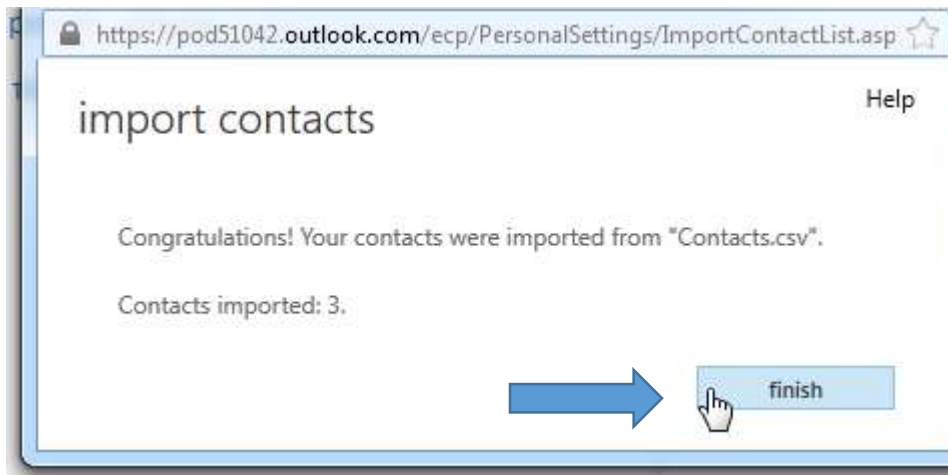 https://pod51042.outlook.com/ecp/PersonalSettings/ImportContactList.asp
Help
import contacts
Congratulations! Your contacts were imported from "Contacts.csv".
Contacts imported: 3.
finish